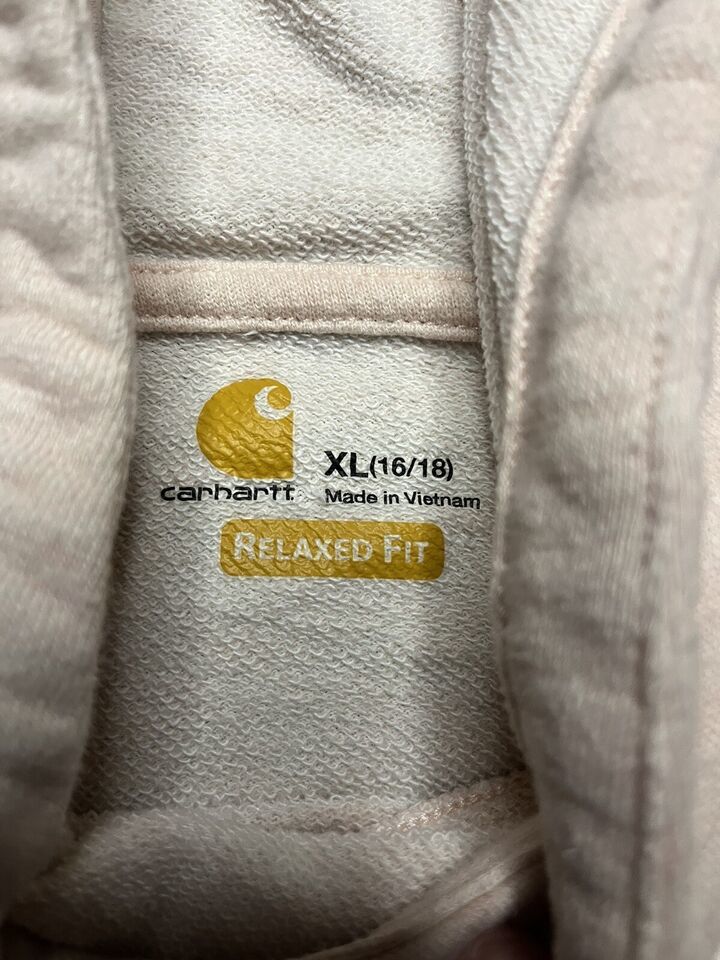 carhartt
XL(16/18)
Made in Vietnam
RELAXED FIT